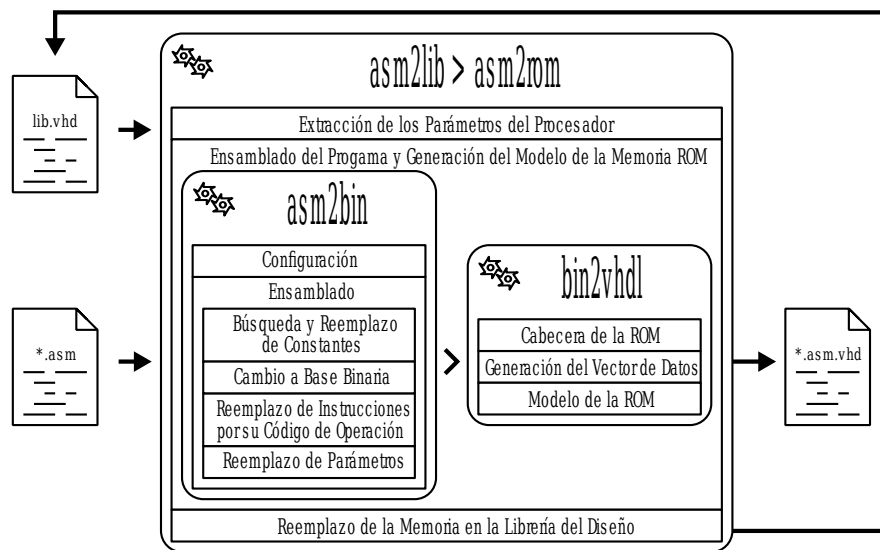 asm2lib > asm2rom
lib.vhd
Extracción de los Parámetros del Procesador
Ensamblado del Progama y Generación del Modelo de la Memoria ROM
asm2bin
Configuración
Ensamblado
Búsqueda y Reemplazo
de Constantes
Cambio a Base Binaria
Reemplazo de Instrucciones
por su Código de Operación
Reemplazo de Parámetros
>
bin2vhdl
Cabecera de la ROM
Generación del Vector de Datos
Modelo de la ROM
*.asm
*.asm.vhd
Reemplazo de la Memoria en la Librería del Diseño